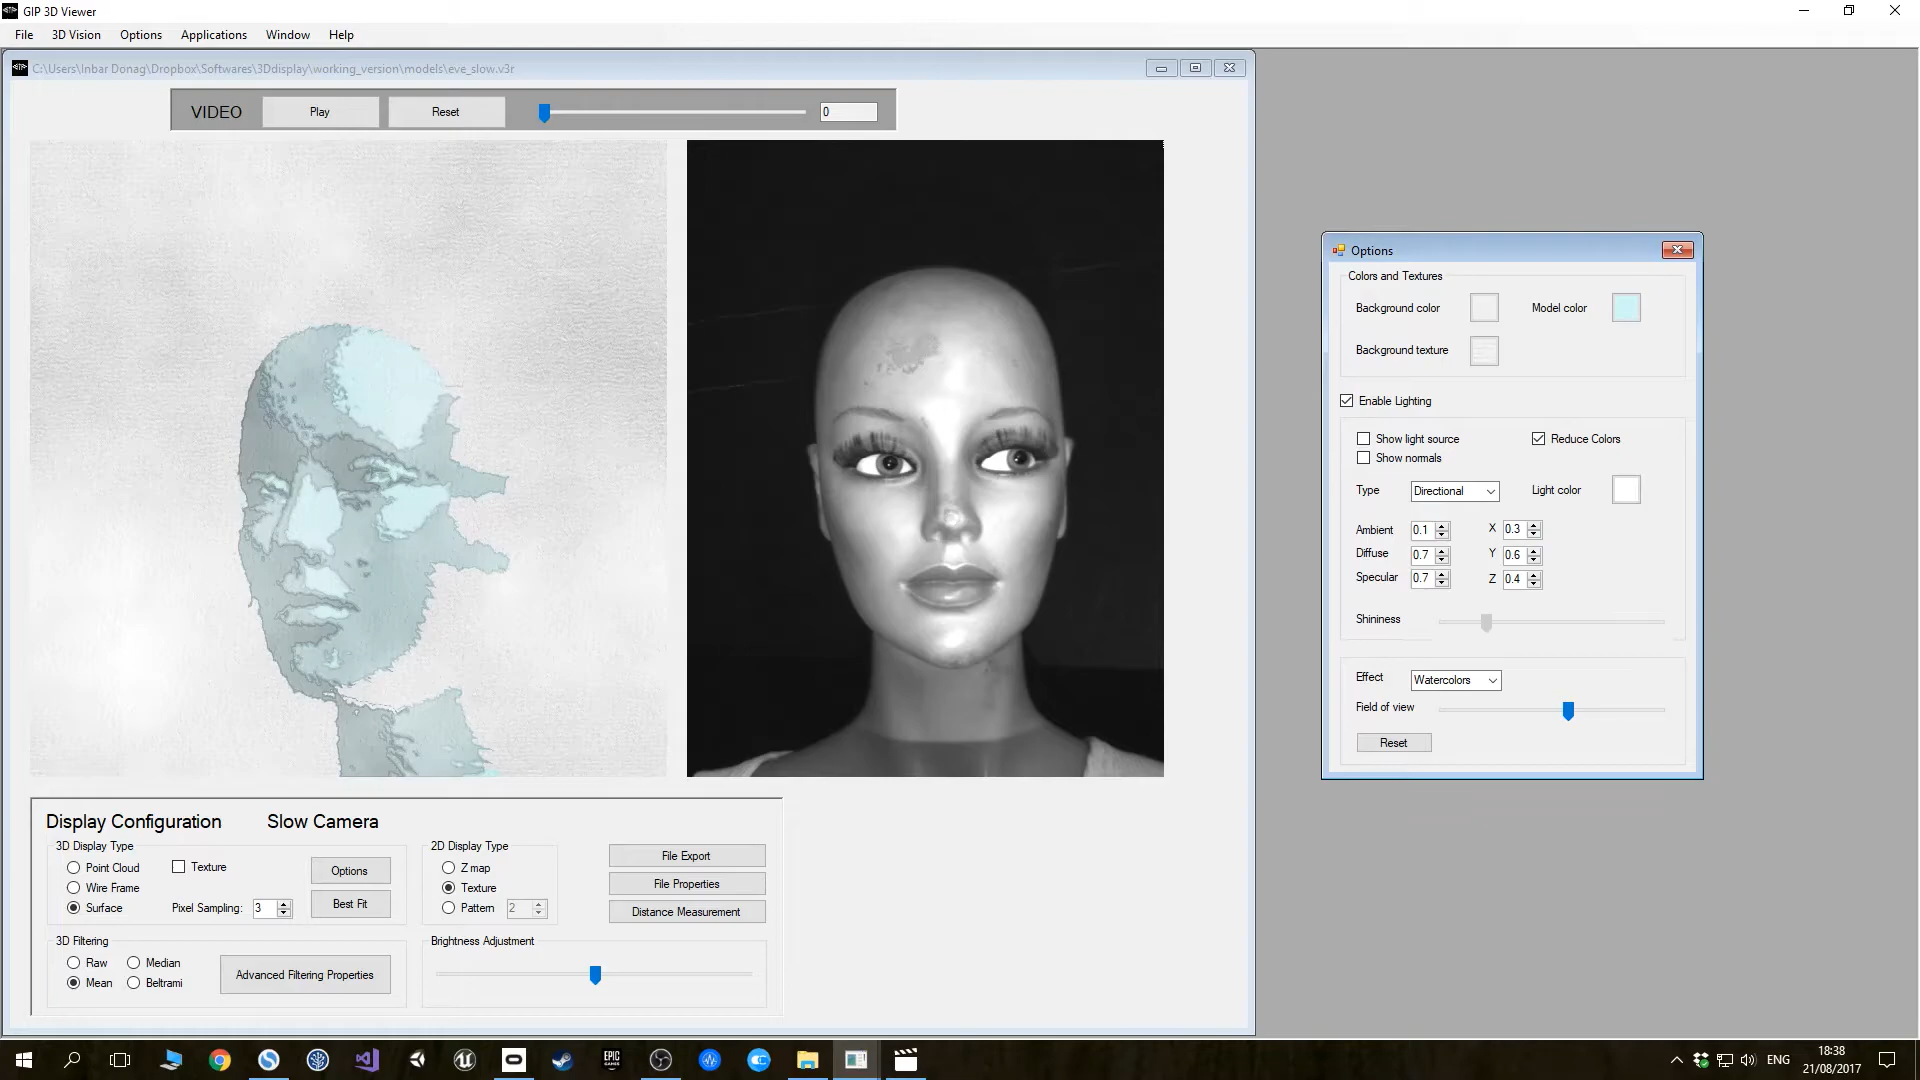 GIP 3D Viewer
File 3D Vision Options Applications Window Help
C:\Users\Inbar Donag\Dropbox\Softwares\3Ddisplay\working_version\models\eve_slow.v3r
VIDEO Play Reset 0
Options
Colors and Textures
Background color Model color
Background texture
Enable Lighting
Show light source Reduce Colors
Show normals
Type Directional Light color
Ambient 0.1 X 0.3
Diffuse 0.7 Y 0.6
Specular 0.7 Z 0.4
Shininess
Effect Watercolors
Field of view
Reset
Display Configuration Slow Camera
3D Display Type
Point Cloud Texture Options
Wire Frame
Surface Pixel Sampling: 3 Best Fit
2D Display Type
Z map
Texture
Pattern 2
File Export
File Properties
Distance Measurement
3D Filtering
Raw Median
Mean Beltrami
Advanced Filtering Properties
Brightness Adjustment
EPIC GAMES
ENG
18:38
21/08/2017